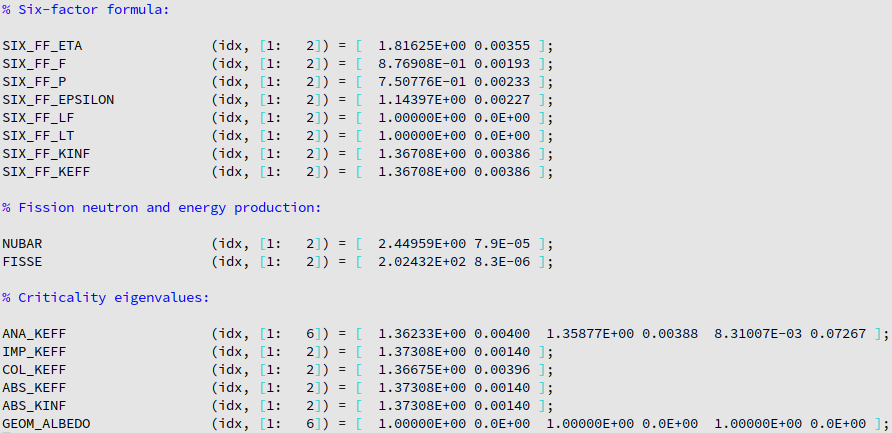 % Six-factor formula:
SIX_FF_ETA (idx, [1: 2]) = [ 1.81625E+00 0.00355 ];
SIX_FF_F (idx, [1: 2]) = [ 8.76908E-01 0.00193 ];
SIX_FF_P (idx, [1: 2]) = [ 7.50776E-01 0.00233 ];
SIX_FF_EPSILON (idx, [1: 2]) = [ 1.14397E+00 0.00227 ];
SIX_FF_LF (idx, [1: 2]) = [ 1.00000E+00 0.0E+00 ];
SIX_FF_LT (idx, [1: 2]) = [ 1.00000E+00 0.0E+00 ];
SIX_FF_KINF (idx, [1: 2]) = [ 1.36708E+00 0.00386 ];
SIX_FF_KEFF (idx, [1: 2]) = [ 1.36708E+00 0.00386 ];
% Fission neutron and energy production:
NUBAR (idx, [1: 2]) = [ 2.44959E+00 7.9E-05 ];
FISSE (idx, [1: 2]) = [ 2.02432E+02 8.3E-06 ];
% Criticality eigenvalues:
ANA_KEFF (idx, [1: 6]) = [ 1.36233E+00 0.00400 1.35877E+00 0.00388 8.31007E-03 0.07267 ];
IMP_KEFF (idx, [1: 2]) = [ 1.37308E+00 0.00140 ];
COL_KEFF (idx, [1: 2]) = [ 1.36675E+00 0.00396 ];
ABS_KEFF (idx, [1: 2]) = [ 1.37308E+00 0.00140 ];
ABS_KINF (idx, [1: 2]) = [ 1.37308E+00 0.00140 ];
GEOM_ALBEDO (idx, [1: 6]) = [ 1.00000E+00 0.0E+00 1.00000E+00 0.0E+00 1.00000E+00 0.0E+00 ];